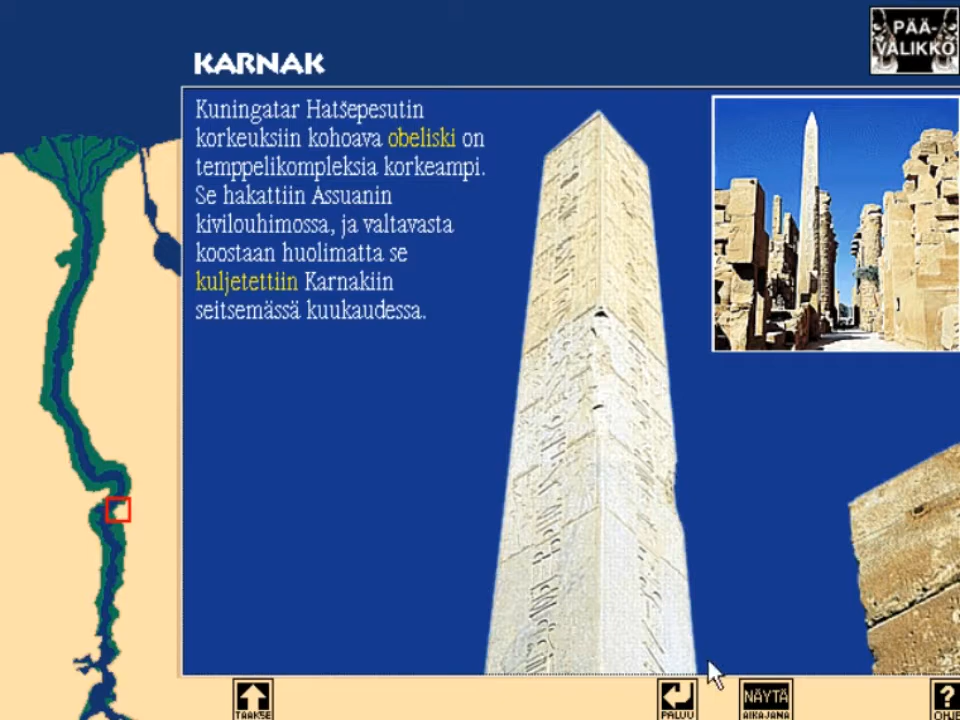 PÄÄ-
VALIKKO
KARNAK
Kuningatar Hatšepesutin
korkeuksiin kohoava obeliski on
temppelikompleksia korkeampi.
Se hakattiin Assuanin
kivilouhimossa, ja valtavasta
koostaan huolimatta se
kuljetettiin Karnakiin
seitsemässä kuukaudessa.
TAAKSE
PALUU
NÄYTÄ
AIKAJANA
?